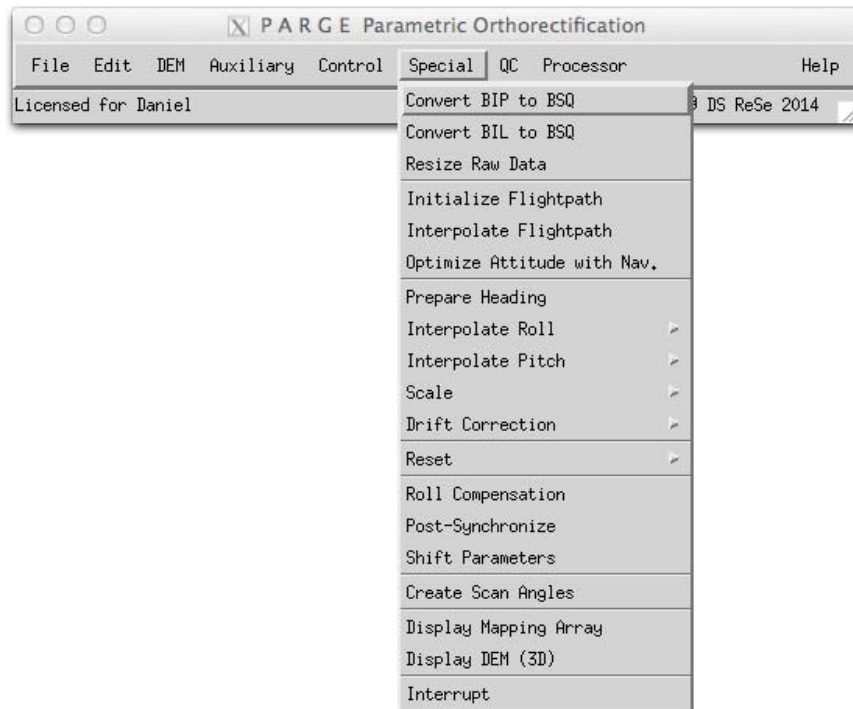 X PARGE Parametric Orthorectification
File Edit DEM Auxiliary Control Special QC Processor Help
Licensed for Daniel DS ReSe 2014
Convert BIP to BSQ
Convert BIL to BSQ
Resize Raw Data
Initialize Flightpath
Interpolate Flightpath
Optimize Attitude with Nav.
Prepare Heading
Interpolate Roll
Interpolate Pitch
Scale
Drift Correction
Reset
Roll Compensation
Post-Synchronize
Shift Parameters
Create Scan Angles
Display Mapping Array
Display DEM (3D)
Interrupt